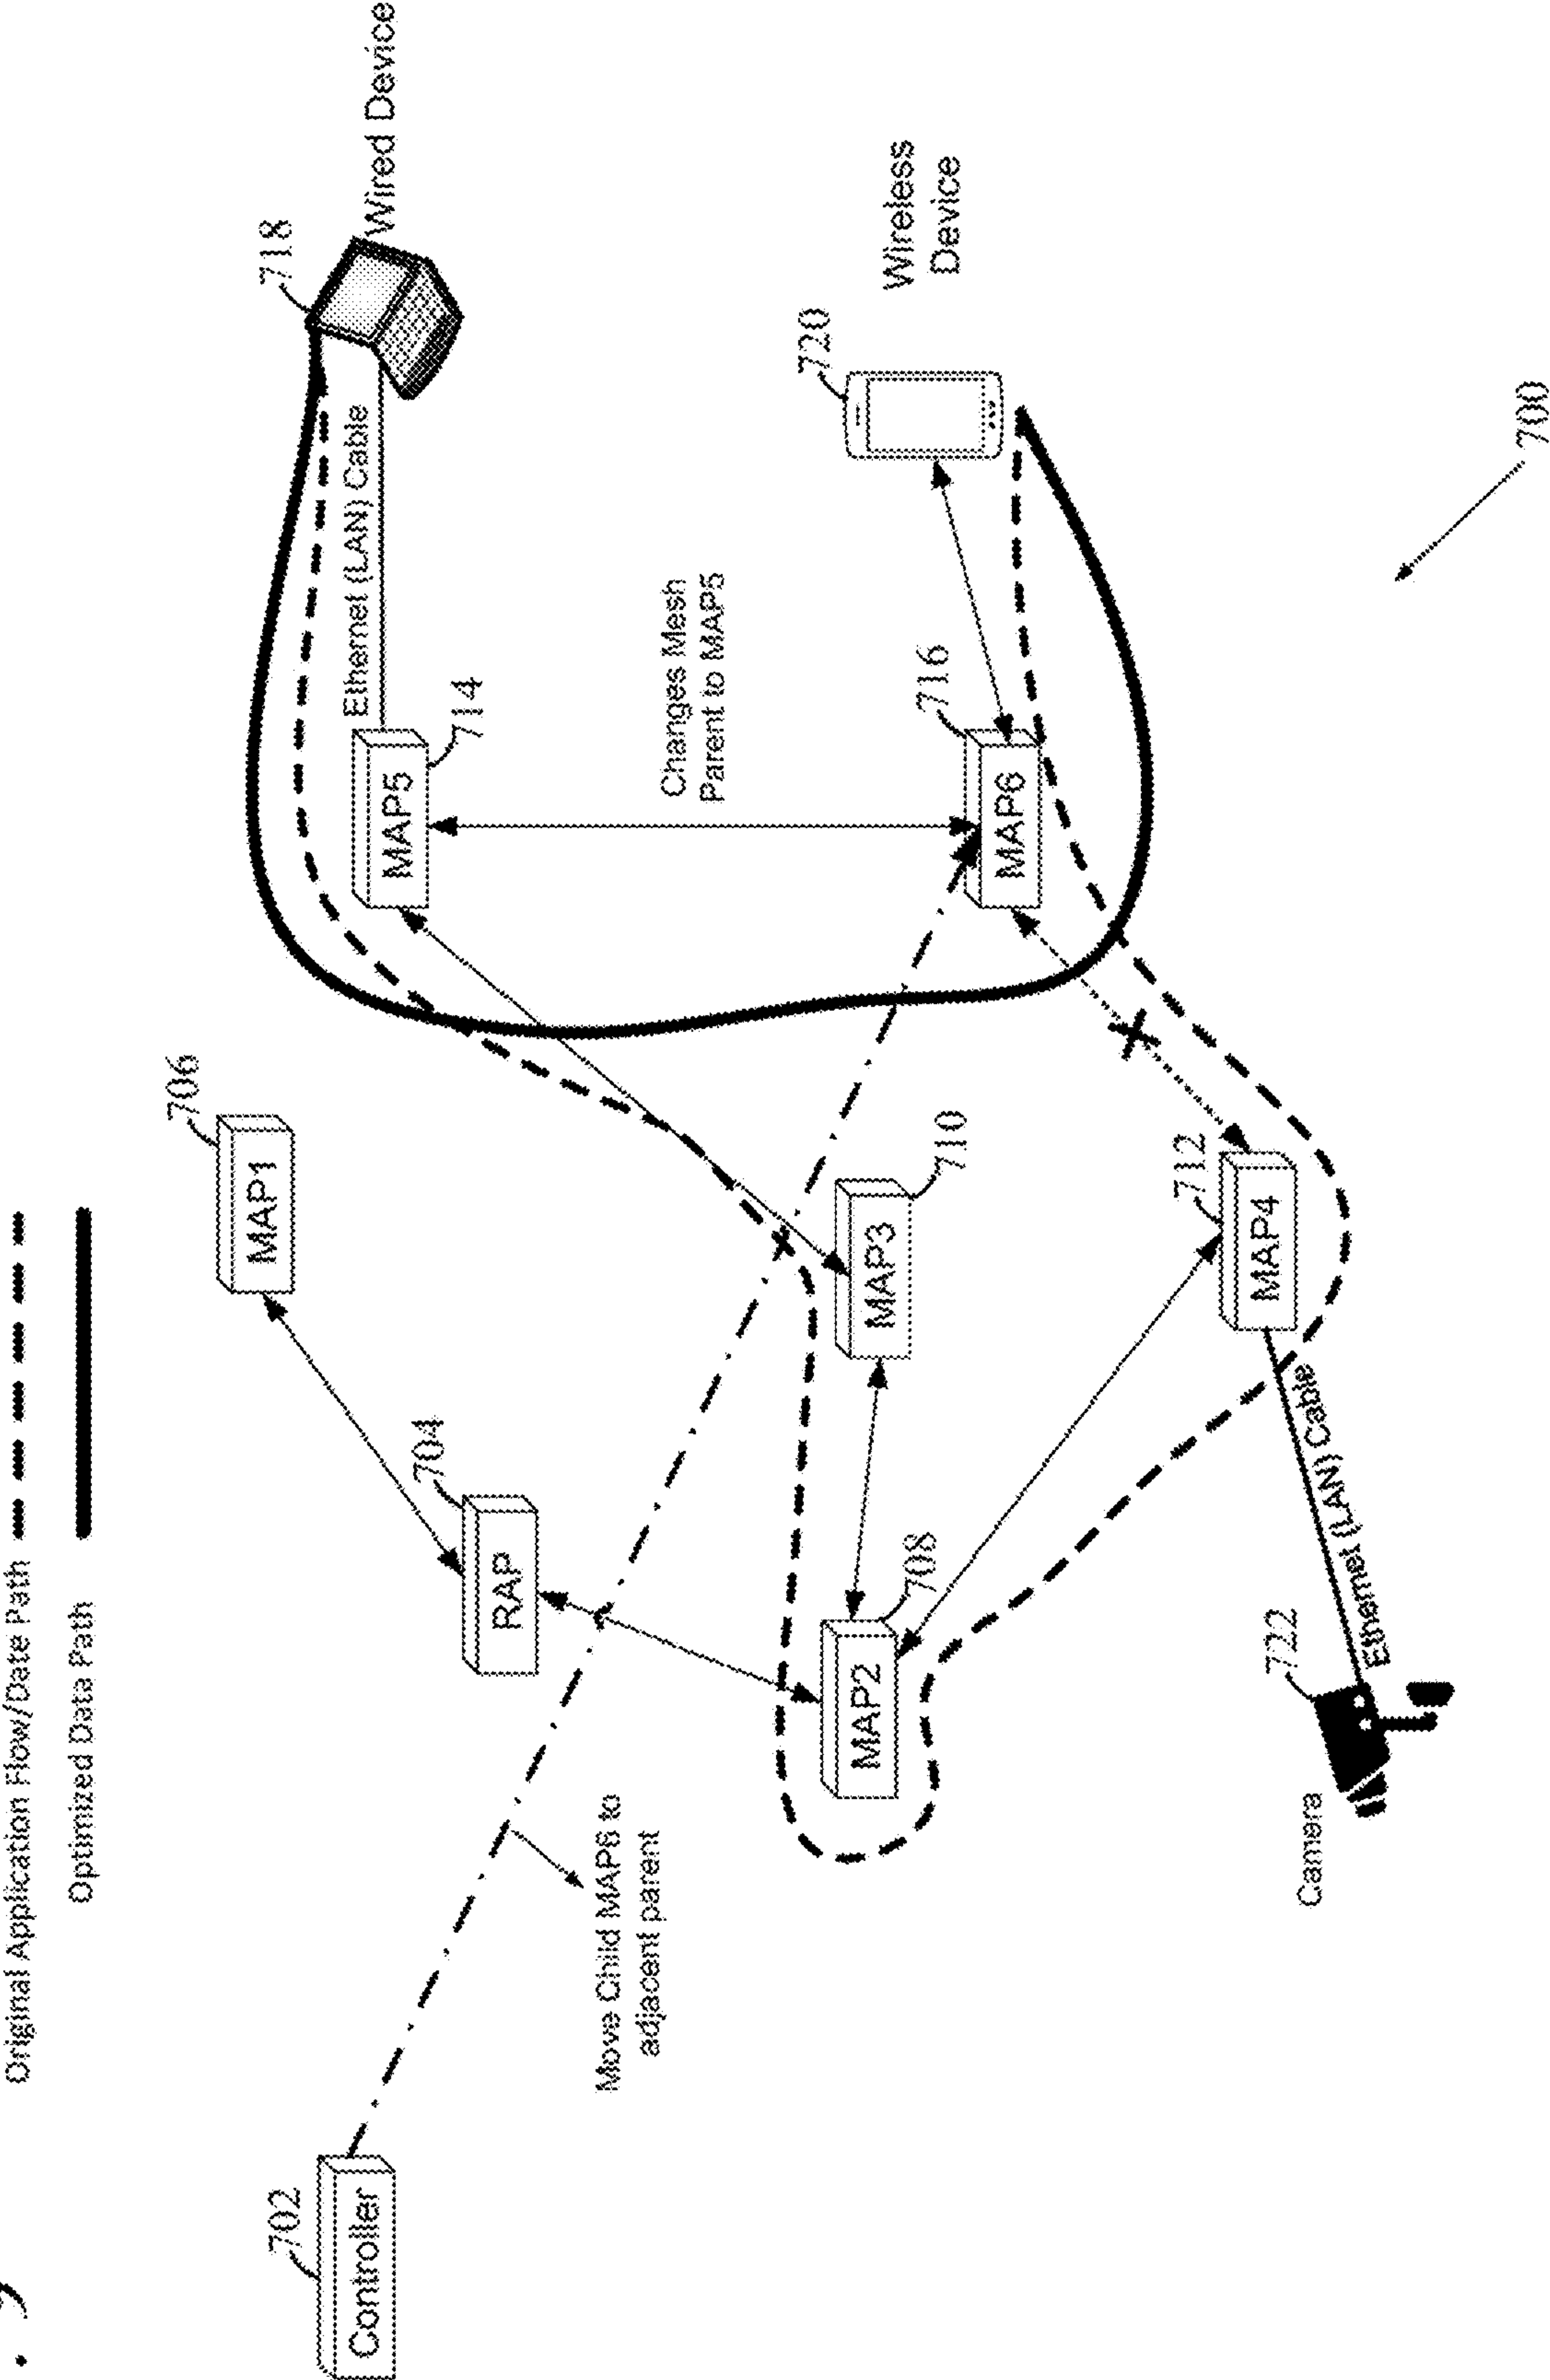 Original Application Flow/Date Path
Optimized Data Path
702
Controller
Move Child MAP6 to
adjacent parent
704
RAP
706
MAP1
708
MAP2
710
MAP3
712
MAP4
722
Camera
Ethernet (LAN) Cable
714
MAP5
Ethernet (LAN) Cable
718
Wired Device
Changes Mesh
Parent to MAP5
716
MAP6
720
Wireless
Device
700